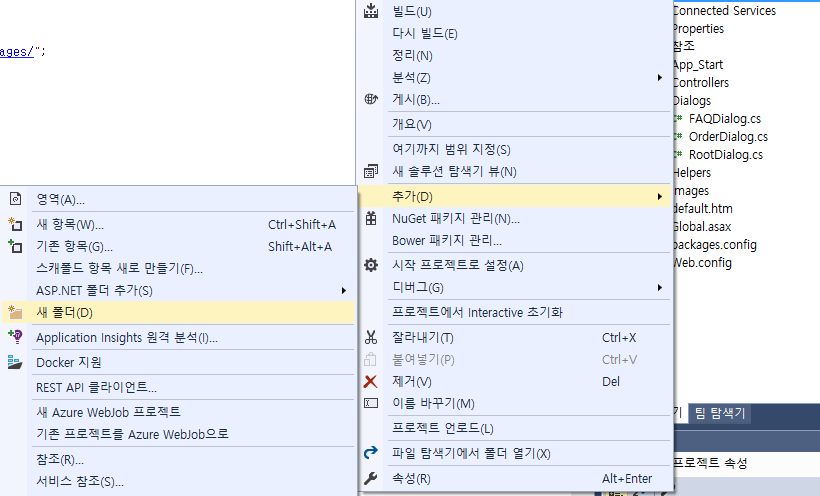 ages/";
빌드(U)
다시 빌드(E)
정리(N)
분석(Z)
게시(B)...
개요(V)
여기까지 범위 지정(S)
새 솔루션 탐색기 뷰(N)
추가(D)
NuGet 패키지 관리(N)...
Bower 패키지 관리...
시작 프로젝트로 설정(A)
디버그(G)
프로젝트에서 Interactive 초기화
잘라내기(T) Ctrl+X
붙여넣기(P) Ctrl+V
제거(V) Del
이름 바꾸기(M)
프로젝트 언로드(L)
파일 탐색기에서 폴더 열기(X)
속성(R) Alt+Enter
영역(A)...
새 항목(W)... Ctrl+Shift+A
기존 항목(G)... Shift+Alt+A
스캐폴드 항목 새로 만들기(F)...
ASP.NET 폴더 추가(S)
새 폴더(D)
Application Insights 원격 분석(I)...
Docker 지원
REST API 클라이언트...
새 Azure WebJob 프로젝트
기존 프로젝트를 Azure WebJob으로
참조(R)...
서비스 참조(S)...
Connected Services
Properties
참조
App_Start
Controllers
Dialogs
C# FAQDialog.cs
C# OrderDialog.cs
C# RootDialog.cs
Helpers
Images
default.htm
Global.asax
packages.config
Web.config
기 팀 탐색기
프로젝트 속성